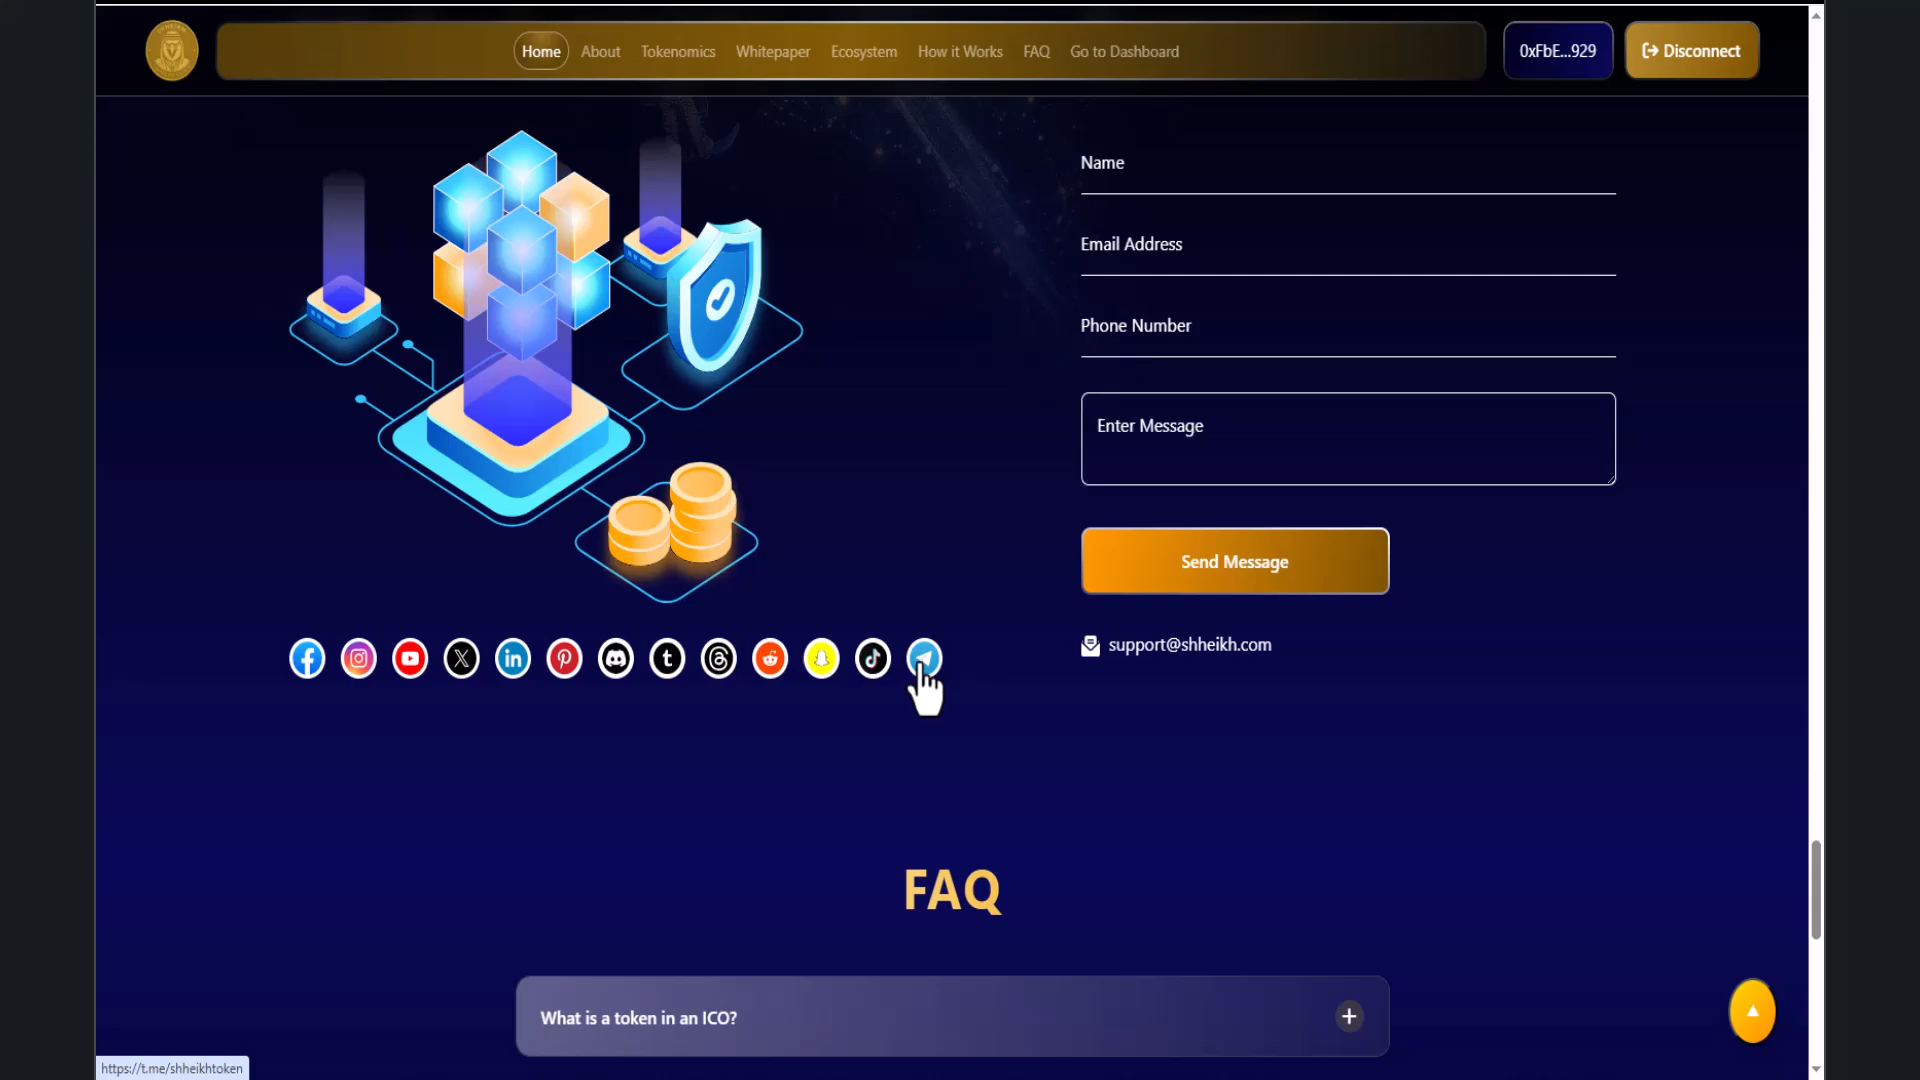 Home About Tokenomics Whitepaper Ecosystem How it Works FAQ Go to Dashboard
0xFbE...929
Disconnect
Name
Email Address
Phone Number
Enter Message
Send Message
support@shheikh.com
FAQ
What is a token in an ICO?
https://t.me/shheikhtoken